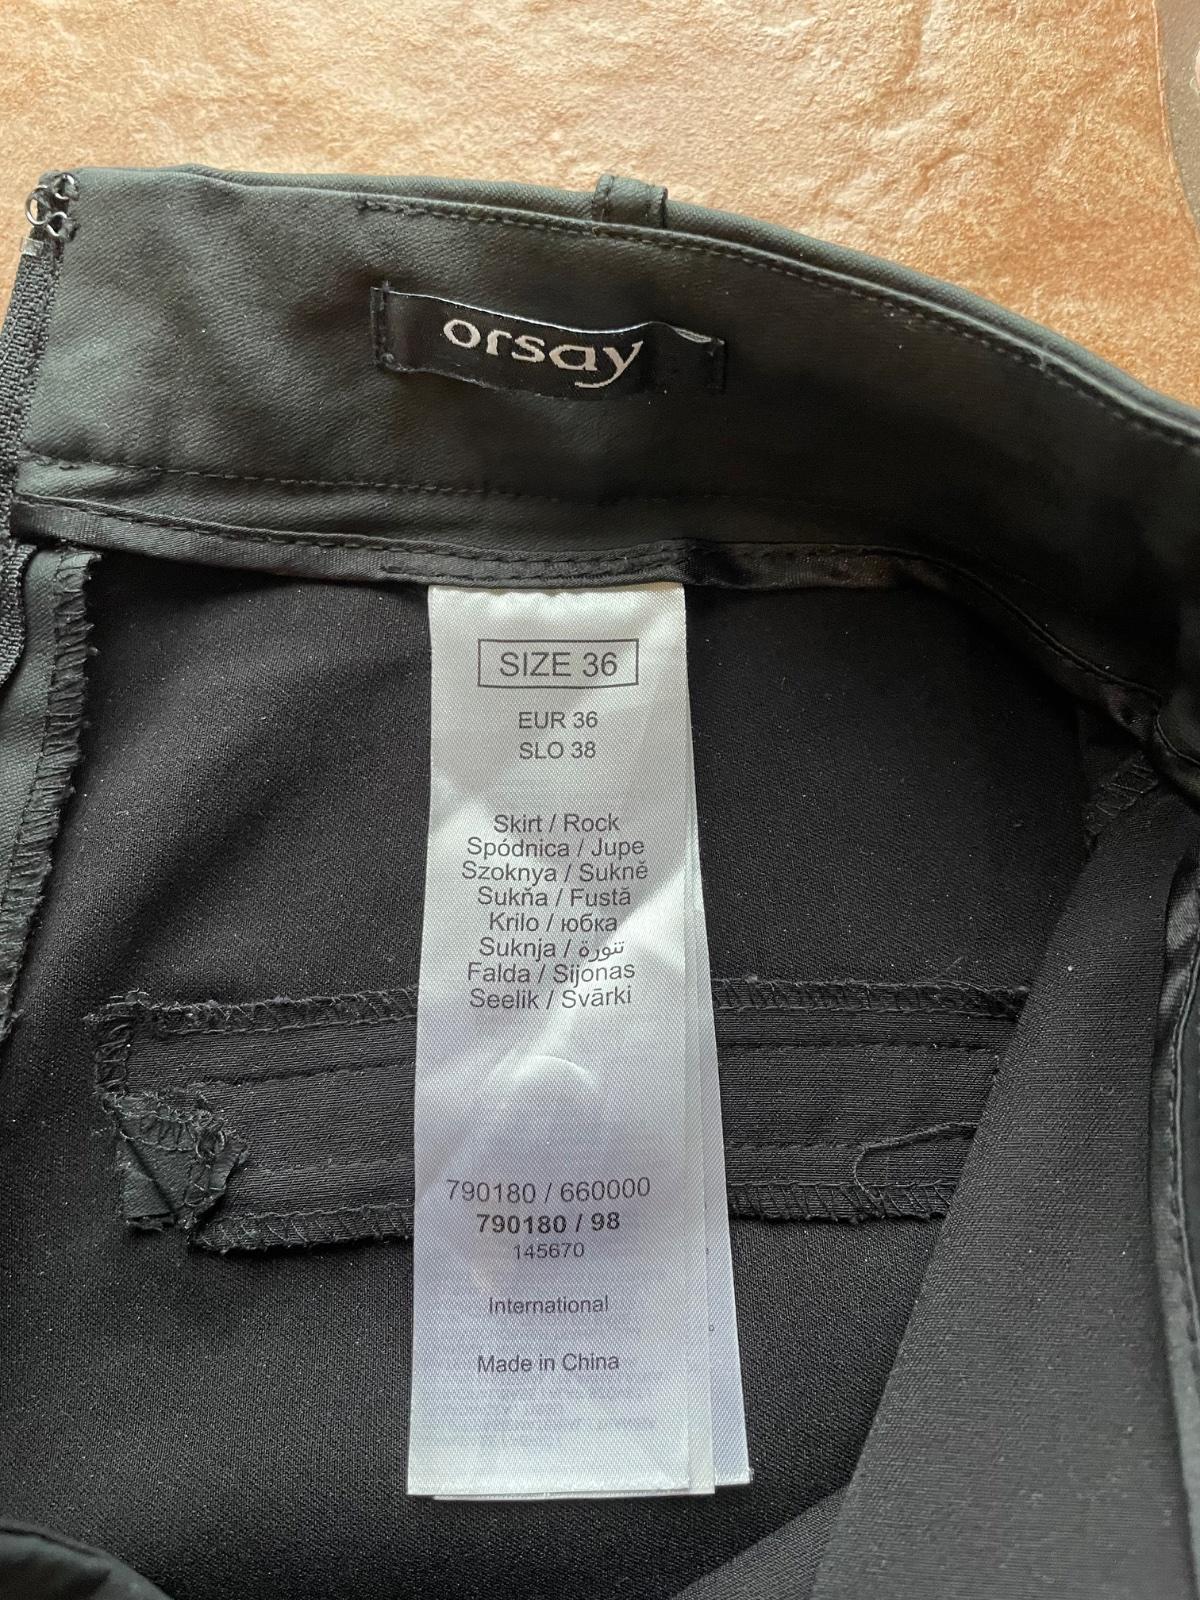 orsay
SIZE 36
EUR 36
SLO 38
Skirt / Rock
Spódnica / Jupe
Szoknya / Sukně
Sukňa / Fustă
Krilo / юбка
Suknja / تنورة
Falda / Sijonas
Seelik / Svārki
790180 / 660000
790180 / 98
145670
International
Made in China